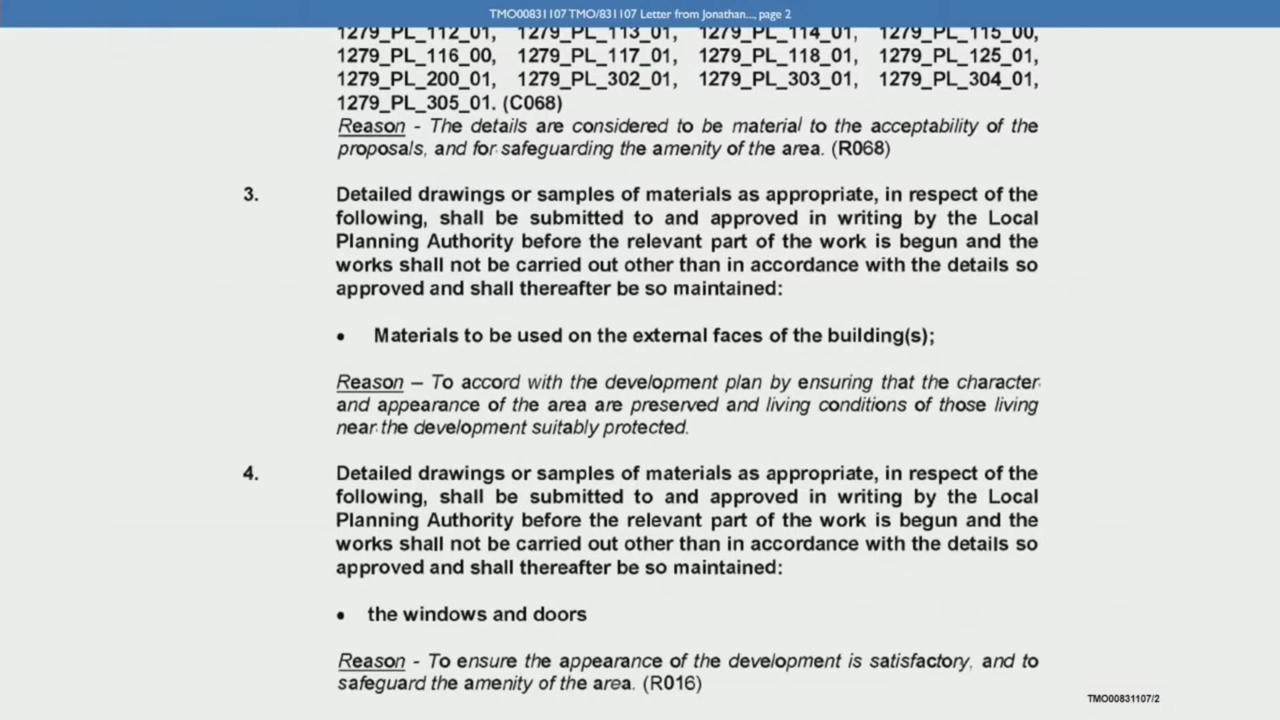 TMO00831107 TMO/831107 Letter from Jonathan..., page 2
1279_PL_112_01, 1279_PL_113_01, 1279_PL_114_01, 1279_PL_115_00,
1279_PL_116_00, 1279_PL_117_01, 1279_PL_118_01, 1279_PL_125_01,
1279_PL_200_01, 1279_PL_302_01, 1279_PL_303_01, 1279_PL_304_01,
1279_PL_305_01. (C068)
Reason - The details are considered to be material to the acceptability of the
proposals, and for safeguarding the amenity of the area. (R068)
3. Detailed drawings or samples of materials as appropriate, in respect of the
following, shall be submitted to and approved in writing by the Local
Planning Authority before the relevant part of the work is begun and the
works shall not be carried out other than in accordance with the details so
approved and shall thereafter be so maintained:
• Materials to be used on the external faces of the building(s);
Reason – To accord with the development plan by ensuring that the character
and appearance of the area are preserved and living conditions of those living
near the development suitably protected.
4. Detailed drawings or samples of materials as appropriate, in respect of the
following, shall be submitted to and approved in writing by the Local
Planning Authority before the relevant part of the work is begun and the
works shall not be carried out other than in accordance with the details so
approved and shall thereafter be so maintained:
• the windows and doors
Reason - To ensure the appearance of the development is satisfactory, and to
safeguard the amenity of the area. (R016)
TMO00831107/2